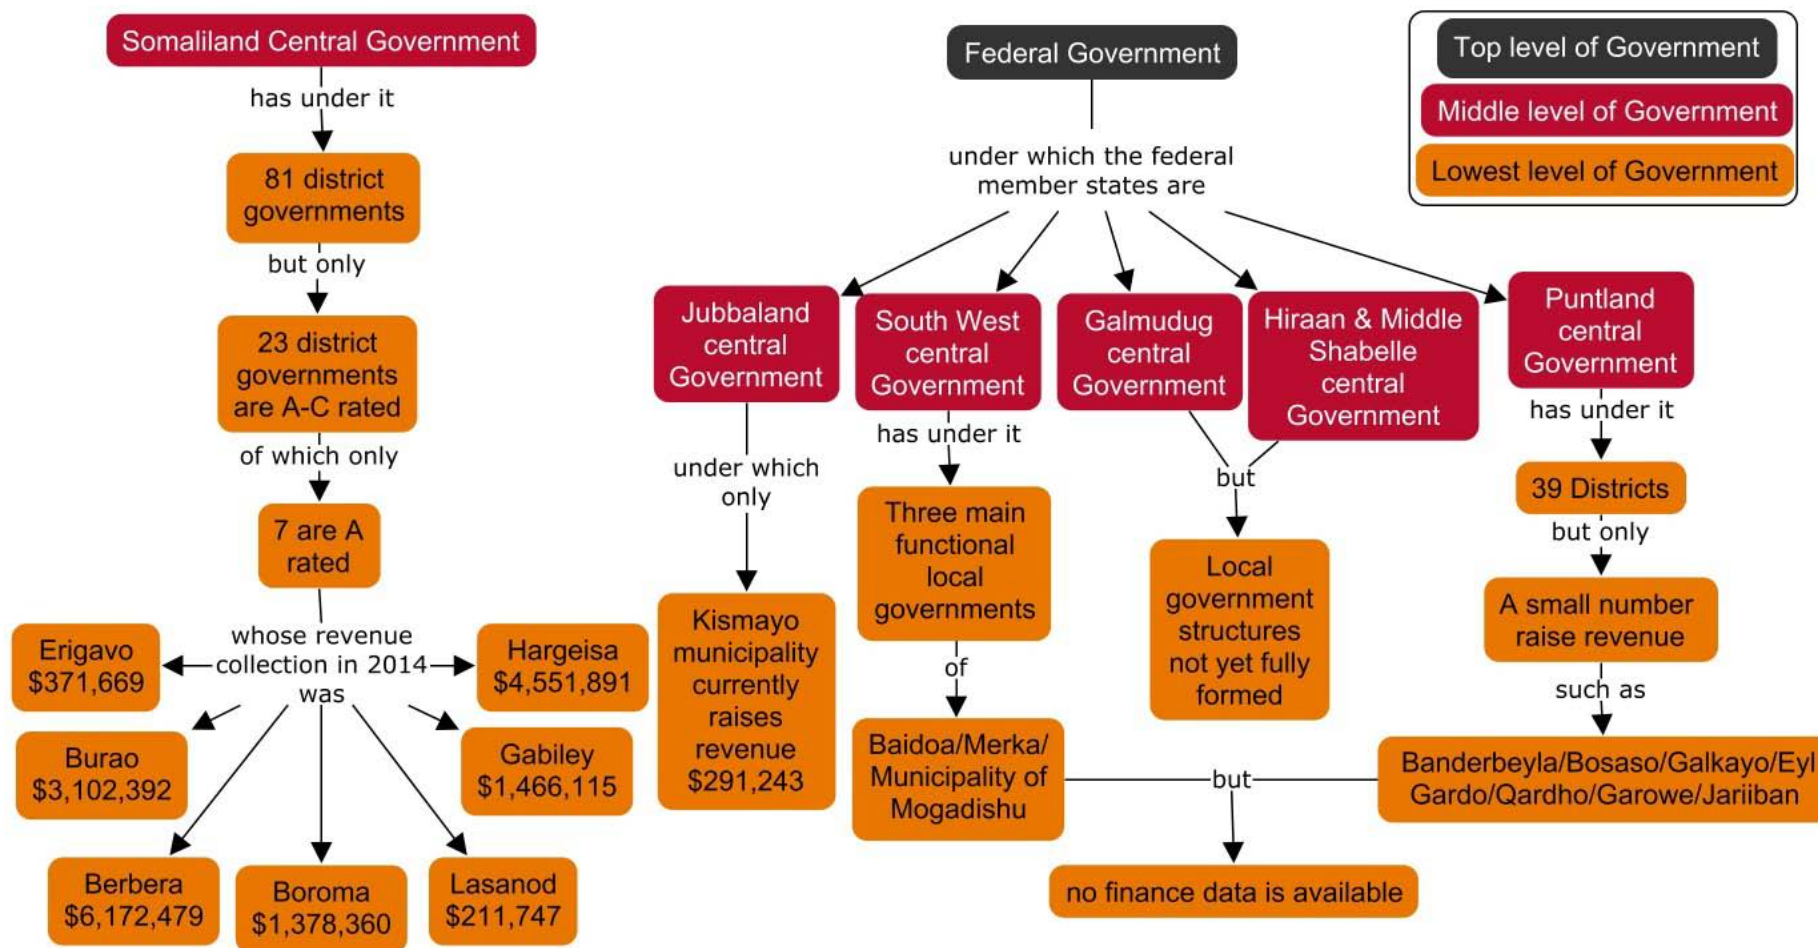 Somaliland Central Government
has under it
81 district
governments
but only
23 district
governments
are A-C rated
of which only
7 are A
rated
whose revenue
collection in 2014
was
Erigavo
$371,669
Hargeisa
$4,551,891
Burao
$3,102,392
Gabiley
$1,466,115
Berbera
$6,172,479
Boroma
$1,378,360
Lasanod
$211,747
Federal Government
under which the federal
member states are
Jubbaland
central
Government
under which
only
Kismayo
municipality
currently
raises
revenue
$291,243
South West
central
Government
has under it
Three main
functional
local
governments
of
Baidoa/Merka/
Municipality of
Mogadishu
Galmudug
central
Government
Hiraan & Middle
Shabelle
central
Government
but
Local
government
structures
not yet fully
formed
Puntland
central
Government
has under it
39 Districts
but only
A small number
raise revenue
such as
Banderbeyla/Bosaso/Galkayo/Eyl
Gardo/Qardho/Garowe/Jariiban
but
no finance data is available
Top level of Government
Middle level of Government
Lowest level of Government